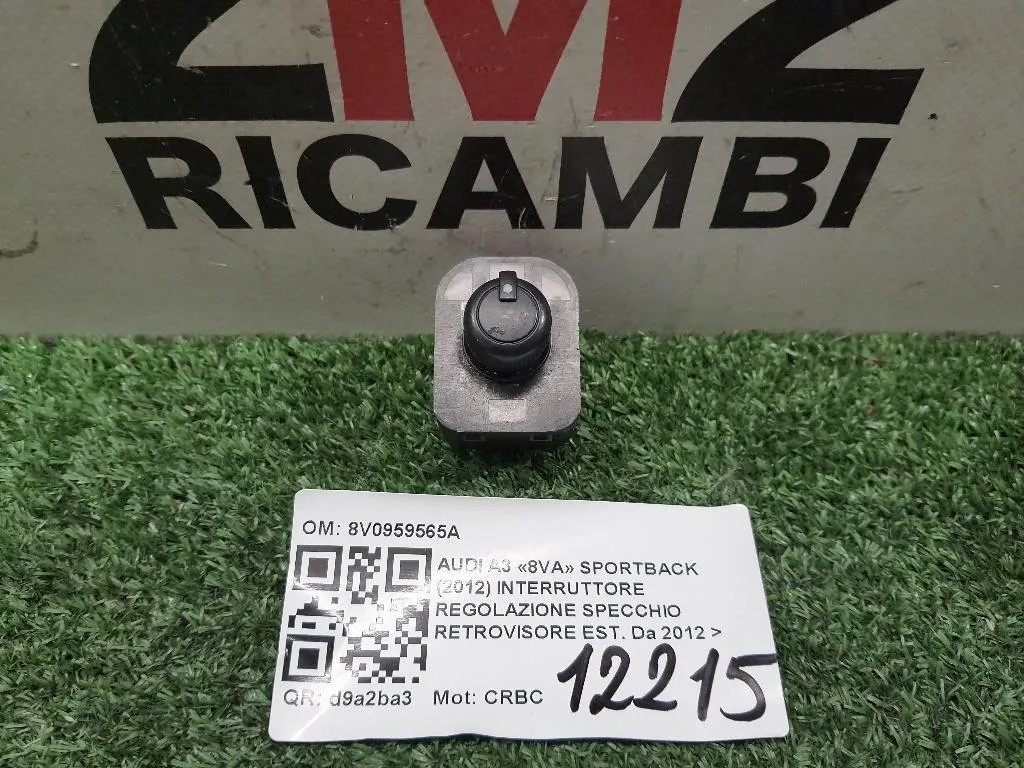 2M2
RICAMBI
OM: 8V0959565A
AUDI A3 «8VA» SPORTBACK
(2012) INTERRUTTORE
REGOLAZIONE SPECCHIO
RETROVISORE EST. Da 2012 >
QR: d9a2ba3 Mot: CRBC
12215